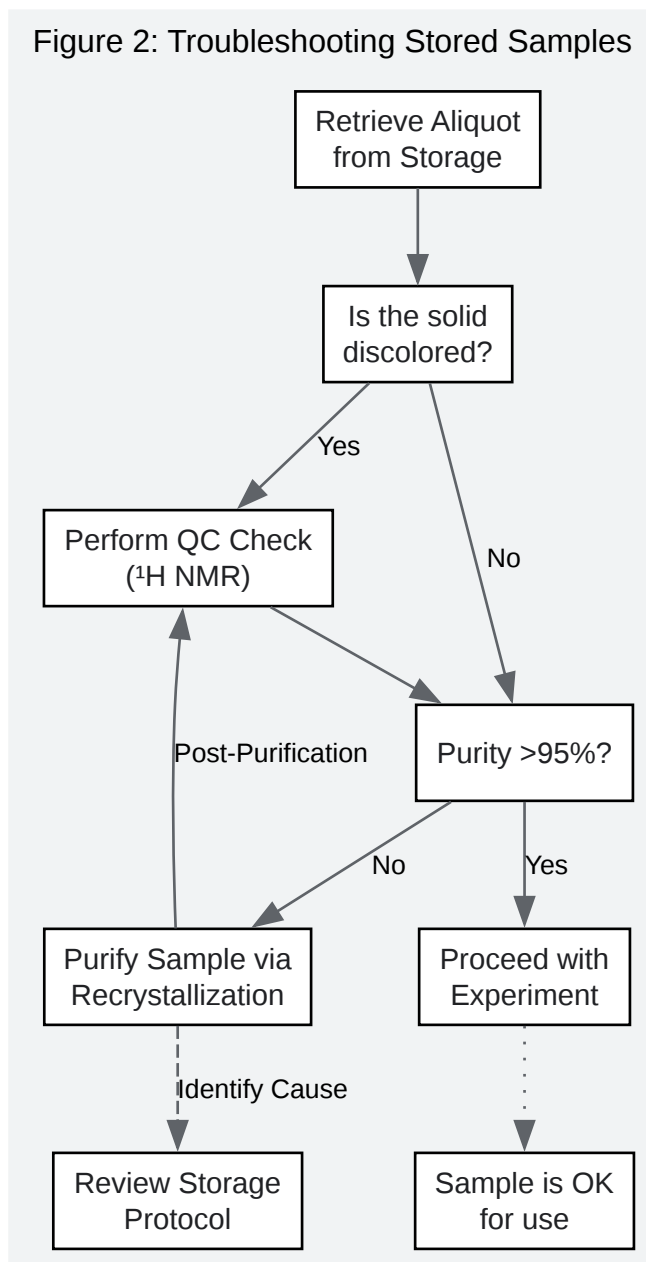 Figure 2: Troubleshooting Stored Samples
Retrieve Aliquot
from Storage
Is the solid
discolored?
Yes
Perform QC Check
(¹H NMR)
No
Post-Purification
Purity >95%?
No
Yes
Purify Sample via
Recrystallization
Proceed with
Experiment
Identify Cause
Review Storage
Protocol
Sample is OK
for use